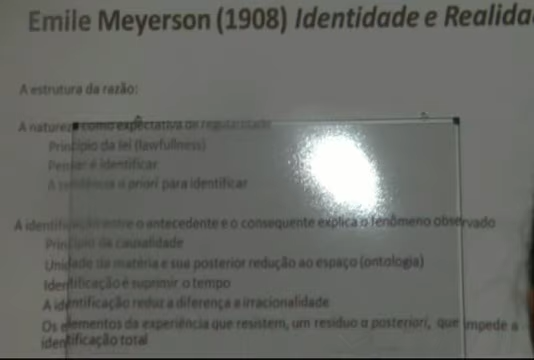 Emile Meyerson (1908) Identidade e Realida
A estrutura da razão:
A natureza como expectativa de regularidade
Princípio da lei (lawfullness)
Pensar é identificar
A tendência a priori para identificar
A identificação entre o antecedente e o consequente explica o fenômeno observado
Princípio da causalidade
Unidade da matéria e sua posterior redução ao espaço (ontologia)
Identificação é suprimir o tempo
A identificação reduz a diferença a irracionalidade
Os elementos da experiência que resistem, um resíduo a posteriori, que impede a
identificação total